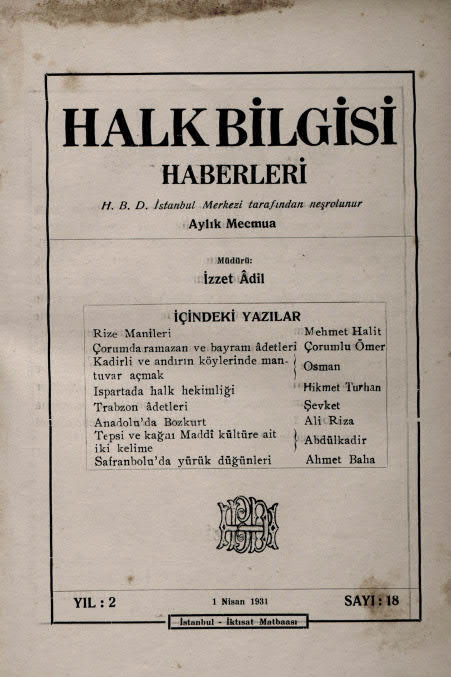 HALK BİLGİSİ
HABERLERİ
H. B. D. İstanbul Merkezi tarafından neşrolunur
Aylık Mecmua
Müdürü:
İzzet Âdil
İÇİNDEKİ YAZILAR
Rize Manileri Mehmet Halit
Çorumda ramazan ve bayram âdetleri Çorumlu Ömer
Kadirli ve andırın köylerinde man-
tuvar açmak Osman
Ispartada halk hekimliği Hikmet Turhan
Trabzon âdetleri Şevket
Anadolu'da Bozkurt Ali Rıza
Tepsi ve kağnı Maddî kültüre ait
iki kelime Abdülkadir
Safranbolu'da yürük düğünleri Ahmet Baha
HBD
YIL : 2 1 Nisan 1931 SAYI : 18
İstanbul - İktısat Matbaası